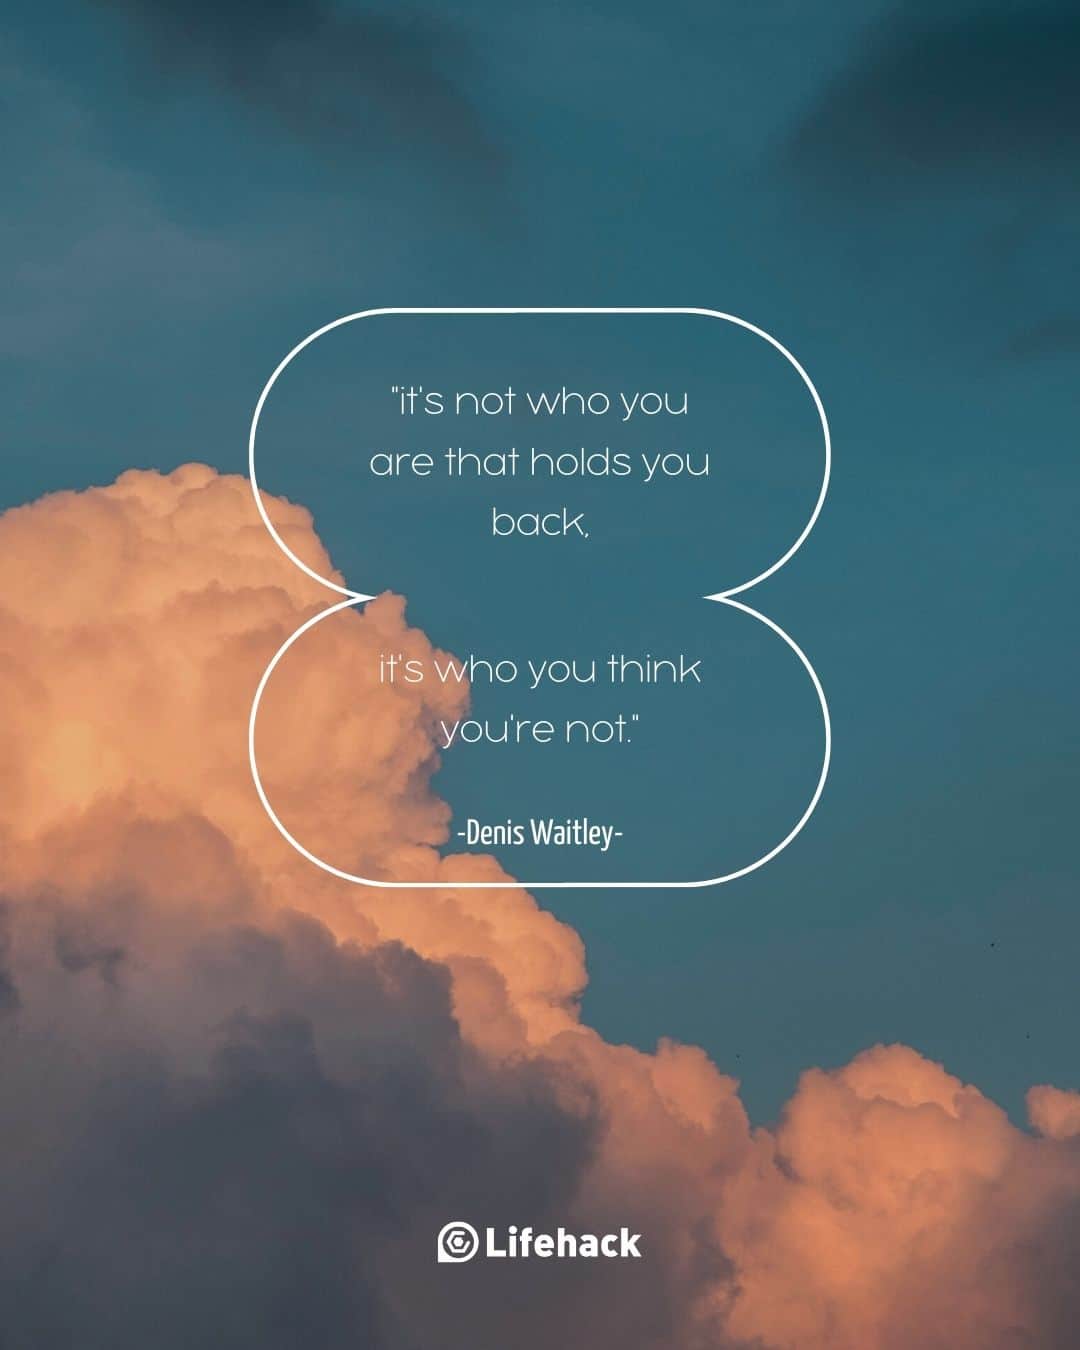 "it's not who you
are that holds you
back,
it's who you think
you're not."
-Denis Waitley-
Lifehack